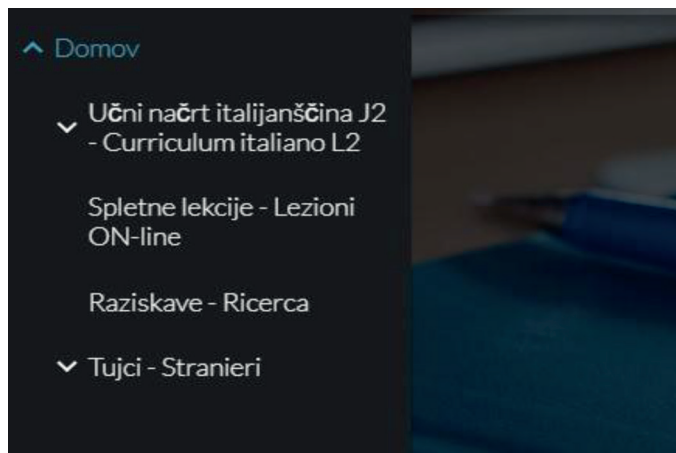 Domov
Učni načrt italijanščina J2
- Curriculum italiano L2
Spletne lekcije - Lezioni
ON-line
Raziskave - Ricerca
Tujci - Stranieri